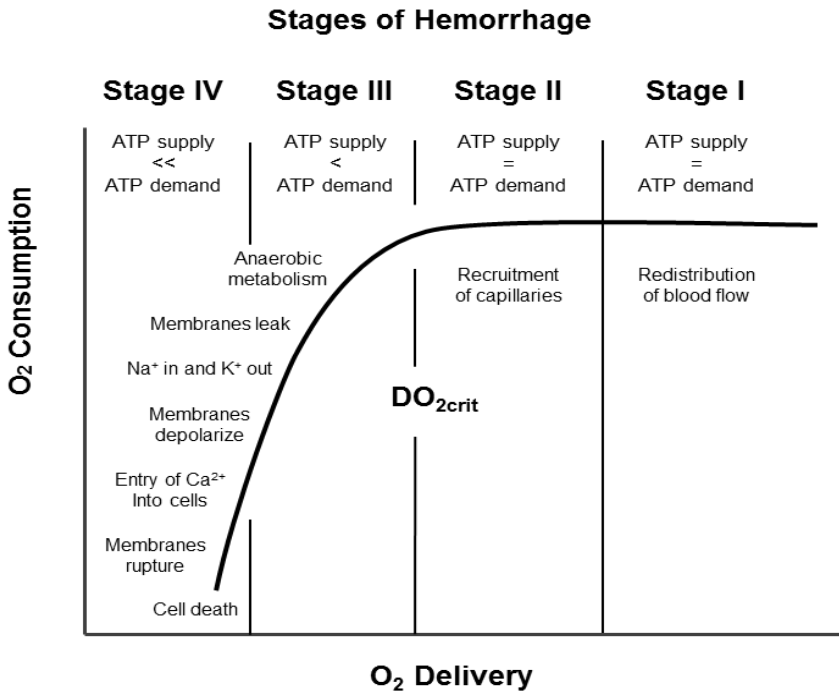 Stages of Hemorrhage
Stage IV
Stage III
Stage II
Stage I
ATP supply
<<
ATP demand
ATP supply
<
ATP demand
ATP supply
=
ATP demand
ATP supply
=
ATP demand
O₂ Consumption
Anaerobic
metabolism
Membranes leak
Na⁺ in and K⁺ out
Membranes
depolarize
Entry of Ca²⁺
Into cells
Membranes
rupture
Cell death
DO₂crit
Recruitment
of capillaries
Redistribution
of blood flow
O₂ Delivery